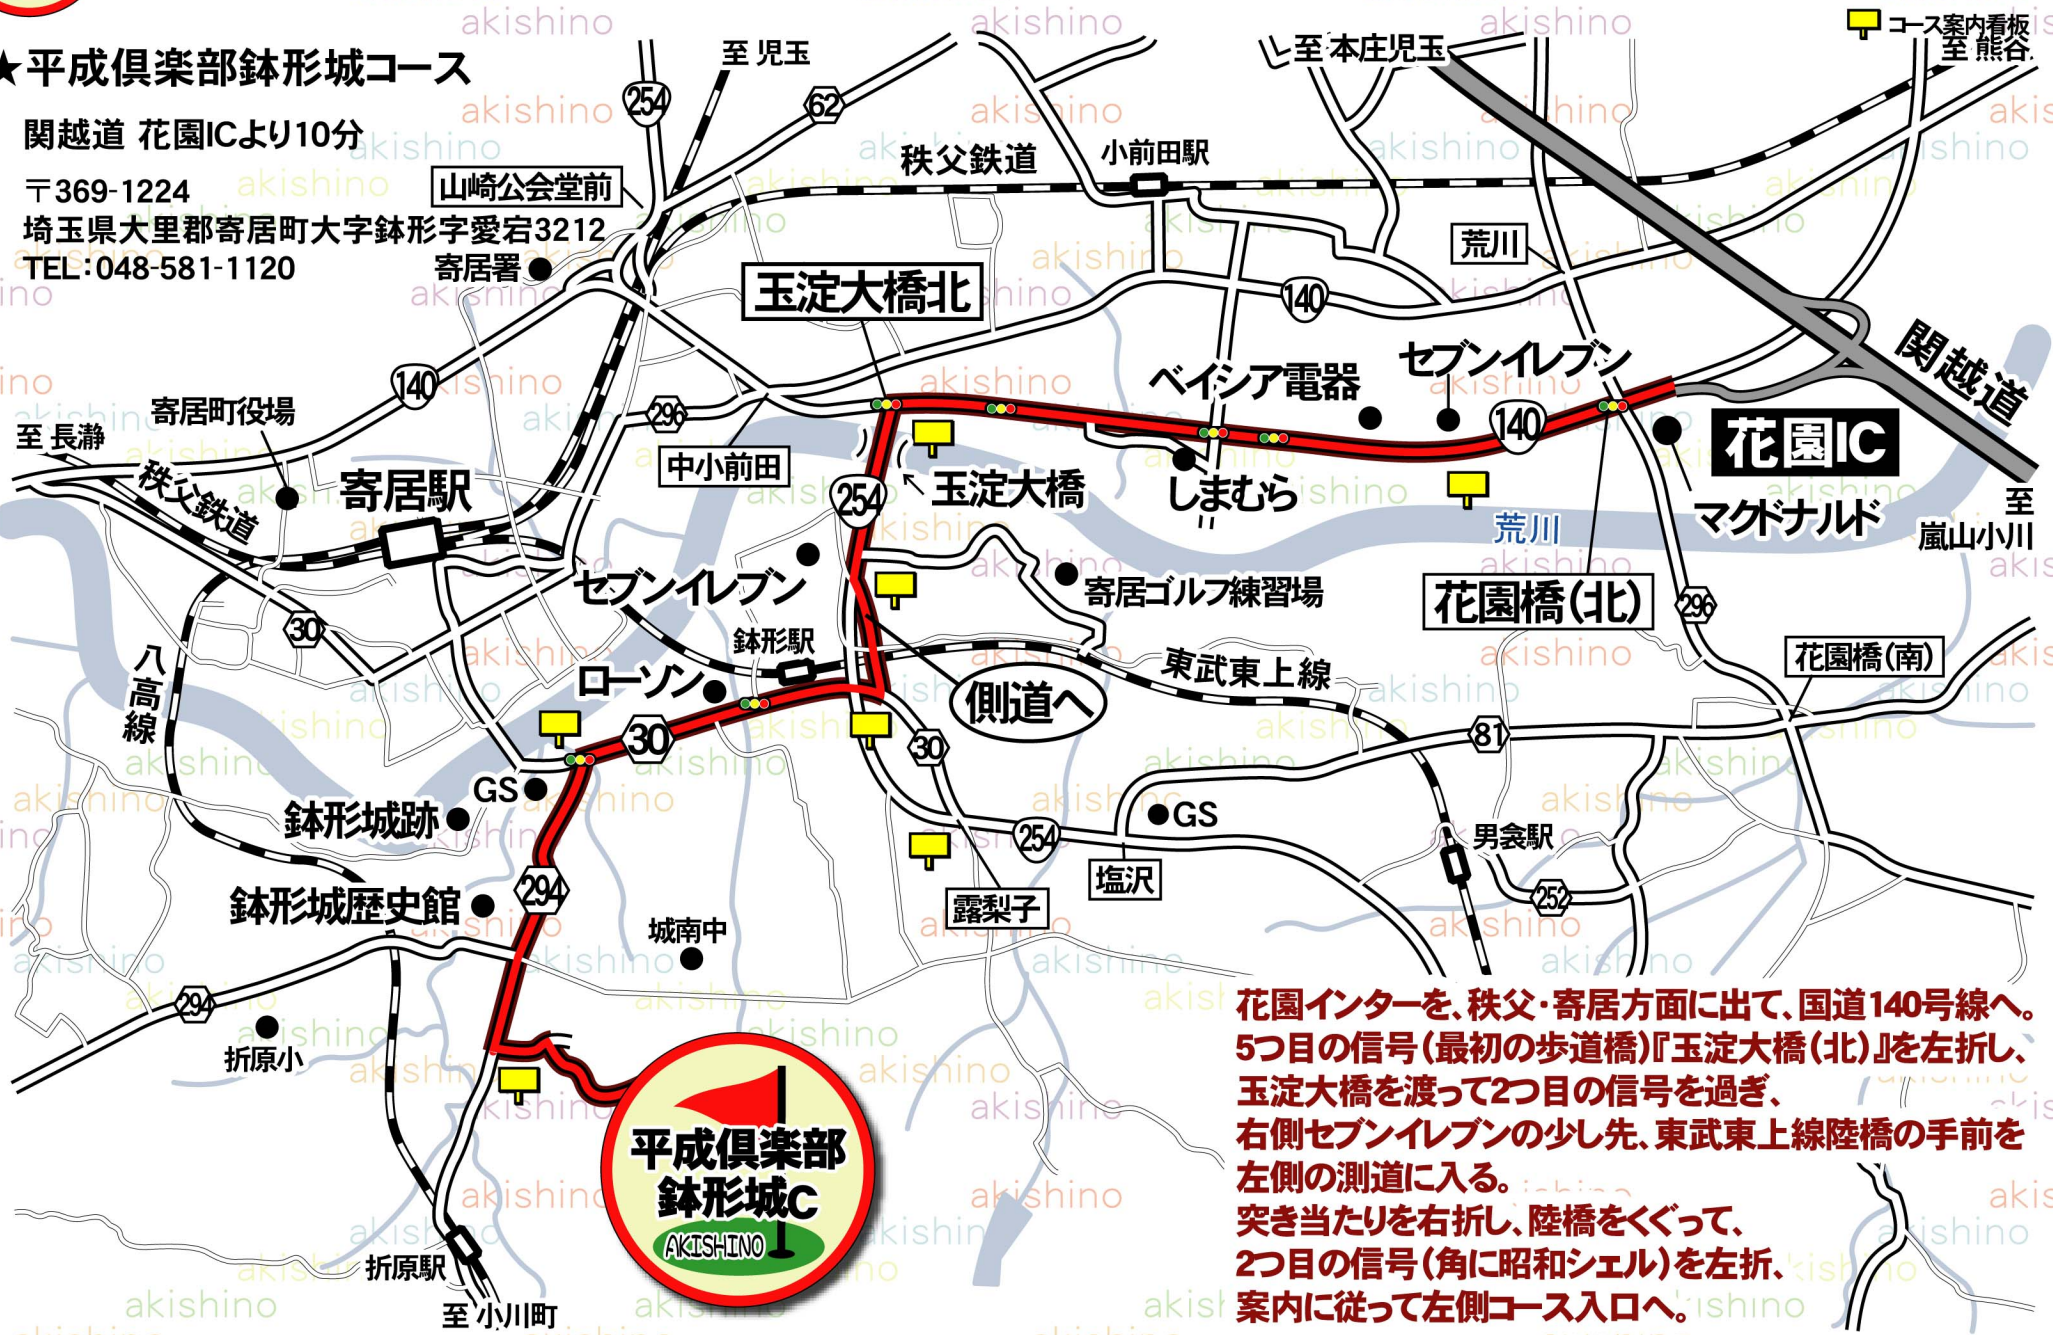 ★平成倶楽部鉢形城コース
関越道 花園ICより10分
〒369-1224
埼玉県大里郡寄居町大字鉢形字愛宕3212
TEL:048-581-1120
コース案内看板
至 熊谷
至 児玉
至 本庄児玉
254
62
秩父鉄道
小前田駅
山崎公会堂前
寄居署
荒川
玉淀大橋北
140
140
関越道
ベイシア電器
セブンイレブン
寄居町役場
至 長瀞
秩父鉄道
寄居駅
296
中小前田
254
玉淀大橋
しまむら
140
花園IC
マクドナルド
至
嵐山小川
荒川
セブンイレブン
寄居ゴルフ練習場
花園橋(北)
296
30
八高線
鉢形駅
ローソン
東武東上線
花園橋(南)
側道へ
30
30
81
GS
鉢形城跡
254
GS
男衾駅
塩沢
252
鉢形城歴史館
294
露梨子
城南中
294
折原小
平成倶楽部
鉢形城C
AKISHINO
折原駅
至 小川町
花園インターを、秩父・寄居方面に出て、国道140号線へ。
5つ目の信号(最初の歩道橋)『玉淀大橋(北)』を左折し、
玉淀大橋を渡って2つ目の信号を過ぎ、
右側セブンイレブンの少し先、東武東上線陸橋の手前を
左側の測道に入る。
突き当たりを右折し、陸橋をくぐって、
2つ目の信号(角に昭和シェル)を左折、
案内に従って左側コース入口へ。
akishino